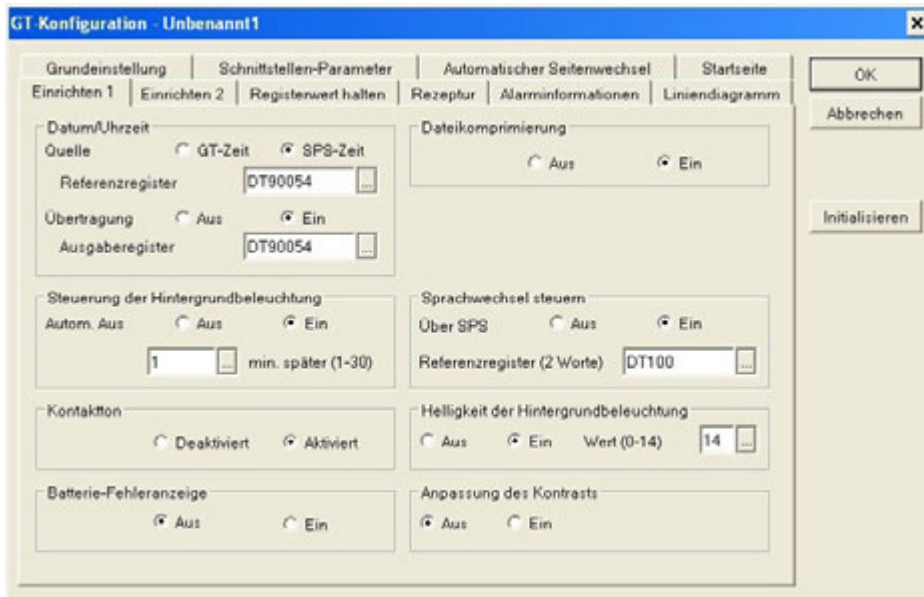 GT-Konfiguration - Unbenannt1
Grundeinstellung
Schnittstellen-Parameter
Automatischer Seitenwechsel
Startseite
Einrichten 1
Einrichten 2
Registerwert halten
Rezeptur
Alarminformationen
Liniendiagramm
OK
Abbrechen
Initialisieren
Datum/Uhrzeit
Quelle GT-Zeit SPS-Zeit
Referenzregister DT90054 ...
Übertragung Aus Ein
Ausgaberegister DT90054 ...
Dateikomprimierung
Aus Ein
Steuerung der Hintergrundbeleuchtung
Autom. Aus Aus Ein
1 ... min. später (1-30)
Sprachwechsel steuern
Über SPS Aus Ein
Referenzregister (2 Worte) DT100 ...
Kontaktton
Deaktiviert Aktiviert
Helligkeit der Hintergrundbeleuchtung
Aus Ein Wert (0-14) 14 ...
Batterie-Fehleranzeige
Aus Ein
Anpassung des Kontrasts
Aus Ein